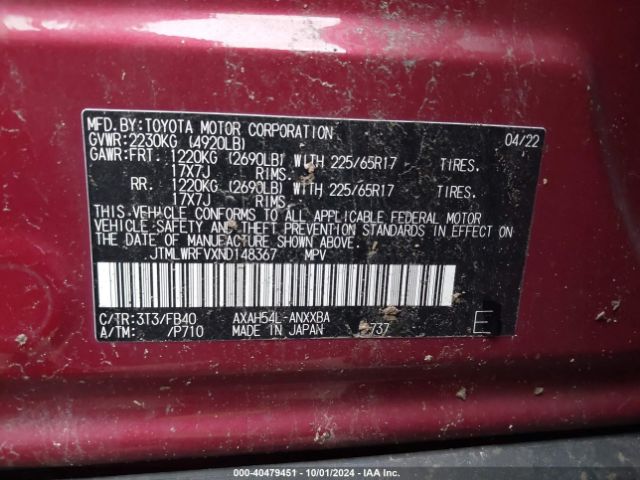 MFD.BY:TOYOTA MOTOR CORPORATION 04/22
GVWR:2230KG (4920LB)
GAWR:FRT. 1220KG (2690LB) WITH 225/65R17 TIRES.
17X7J RIMS.
RR. 1220KG (2690LB) WITH 225/65R17 TIRES.
17X7J RIMS.
THIS VEHICLE CONFORMS TO ALL APPLICABLE FEDERAL MOTOR
VEHICLE SAFETY AND THEFT PREVENTION STANDARDS IN EFFECT ON
THE DATE OF MANUFACTURE SHOWN ABOVE.
JTMLWRFVXND148367 MPV
C/TR:3T3/FB40 AXAH54L-ANXXBA
A/TM: /P710 MADE IN JAPAN 737 E
000-40479451 - 10/01/2024 - IAA Inc.